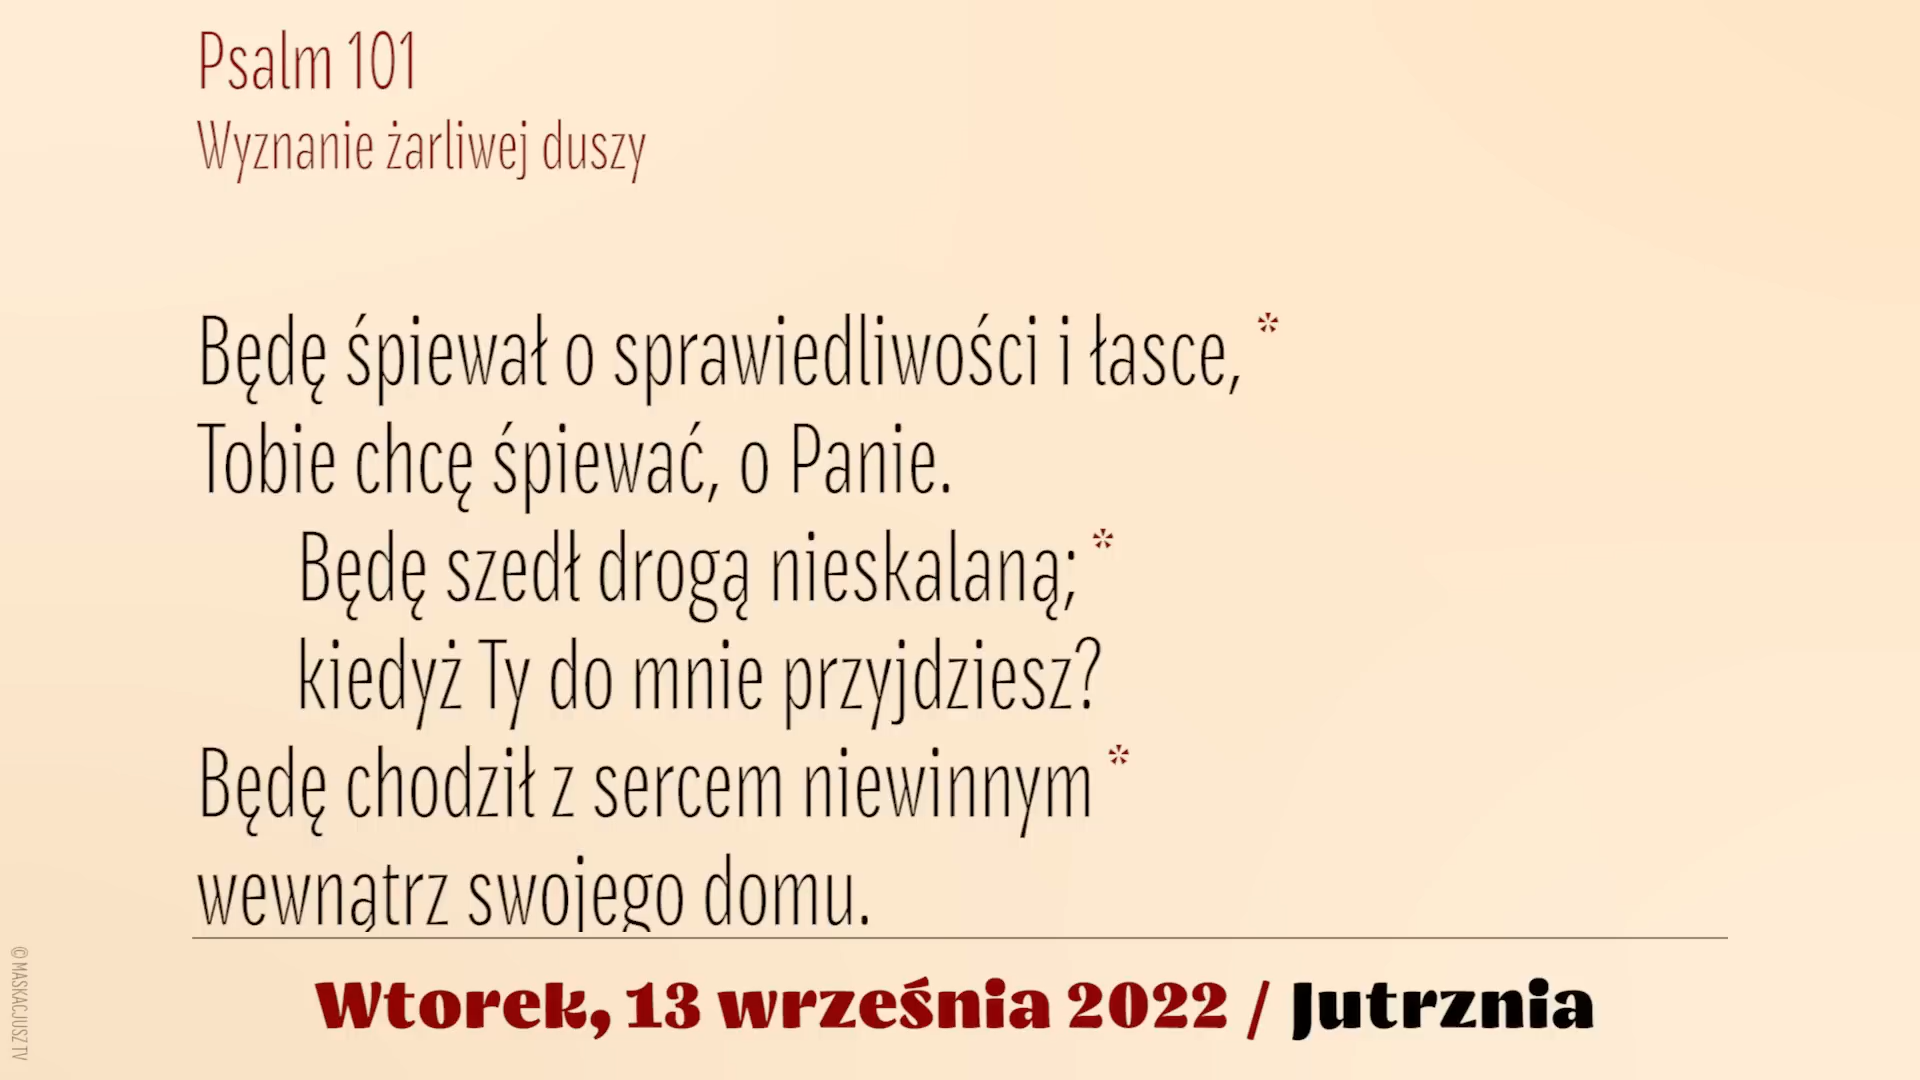 Psalm 101
Wyznanie żarliwej duszy
Będę śpiewał o sprawiedliwości i łasce, *
Tobie chcę śpiewać, o Panie.
Będę szedł drogą nieskalaną; *
kiedyż Ty do mnie przyjdziesz?
Będę chodził z sercem niewinnym *
wewnątrz swojego domu.
Wtorek, 13 września 2022 / Jutrznia
© MASKACJUSZ TV